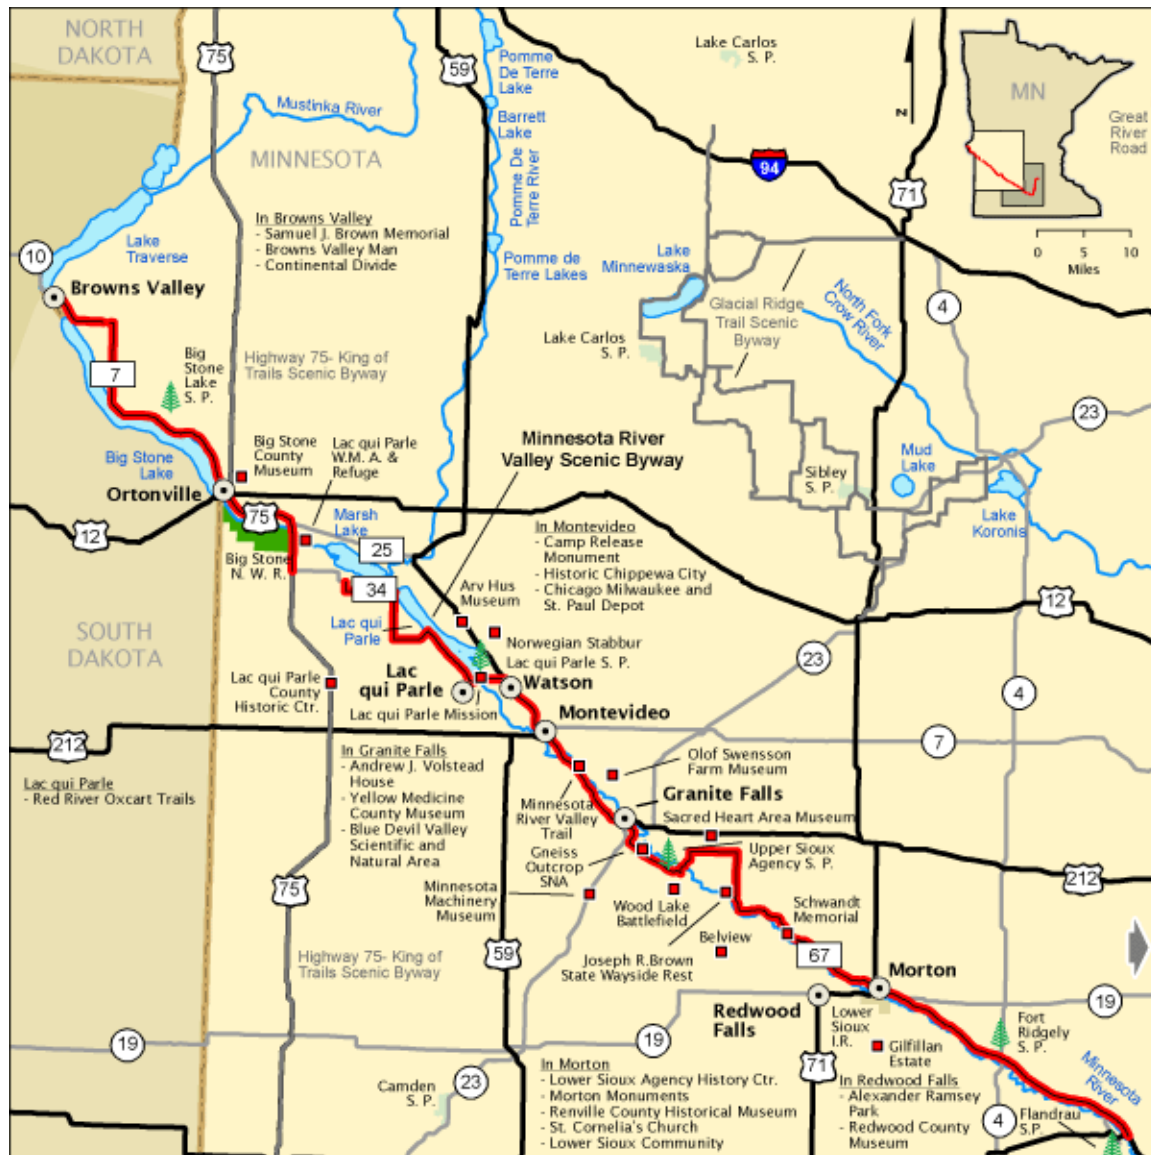 NORTH
DAKOTA
75
59
Pomme
De Terre
Lake
Lake Carlos
S. P.
N
MN
Great
River
Road
Mustinka River
Barrett
Lake
MINNESOTA
Pomme De
Terre River
94
71
In Browns Valley
- Samuel J. Brown Memorial
- Browns Valley Man
- Continental Divide
Lake
Traverse
10
Pomme de
Terre Lakes
Lake
Minnewaska
0 5 10
Miles
Browns Valley
Glacial Ridge
Trail Scenic
Byway
North Fork
Crow River
4
Lake Carlos
S. P.
Big
Stone
Lake
S. P.
Highway 75- King of
Trails Scenic Byway
7
23
Big Stone
Lake
Big Stone
County
Museum
Lac qui Parle
W.M. A. &
Refuge
Minnesota River
Valley Scenic Byway
Sibley
S. P.
Mud
Lake
Ortonville
75
Marsh
Lake
Lake
Koronis
12
25
In Montevideo
- Camp Release
Monument
- Historic Chippewa City
- Chicago Milwaukee and
St. Paul Depot
Big Stone
N. W. R.
34
Arv Hus
Museum
12
SOUTH
DAKOTA
Lac qui
Parle
Norwegian Stabbur
Lac qui Parle S. P.
23
Lac qui Parle
County
Historic Ctr.
Lac
qui Parle
Watson
4
Lac qui Parle Mission
Montevideo
212
7
Lac qui Parle
- Red River Oxcart Trails
In Granite Falls
- Andrew J. Volstead
House
- Yellow Medicine
County Museum
- Blue Devil Valley
Scientific and
Natural Area
Olof Swensson
Farm Museum
Minnesota
River Valley
Trail
Granite Falls
Sacred Heart Area Museum
Gneiss
Outcrop
SNA
Upper Sioux
Agency S. P.
75
Minnesota
Machinery
Museum
212
Wood Lake
Battlefield
Schwandt
Memorial
Belview
Highway 75- King of
Trails Scenic Byway
59
Joseph R.Brown
State Wayside Rest
67
Morton
Redwood
Falls
19
Lower
Sioux
I.R.
Fort
Ridgely
S. P.
19
19
Gilfillan
Estate
71
Camden
S. P.
23
In Morton
- Lower Sioux Agency History Ctr.
- Morton Monuments
- Renville County Historical Museum
- St. Cornelia's Church
- Lower Sioux Community
In Redwood Falls
- Alexander Ramsey
Park
- Redwood County
Museum
Minnesota
River
4
Flandrau
S.P.